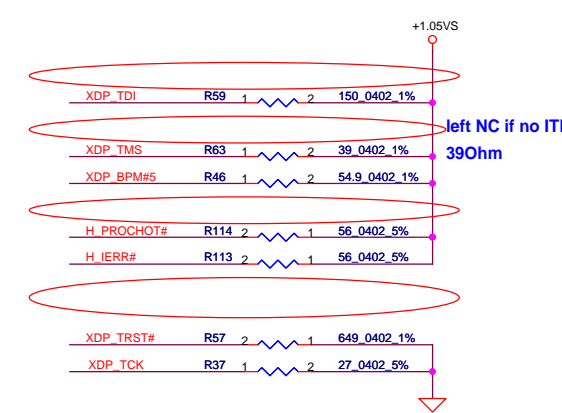 +1.05VS
XDP_TDI R59 1 2 150_0402_1%
left NC if no ITP
XDP_TMS R63 1 2 39_0402_1% 39Ohm
XDP_BPM#5 R46 1 2 54.9_0402_1%
H_PROCHOT# R114 2 1 56_0402_5%
H_IERR# R113 2 1 56_0402_5%
XDP_TRST# R57 2 1 649_0402_1%
XDP_TCK R37 1 2 27_0402_5%